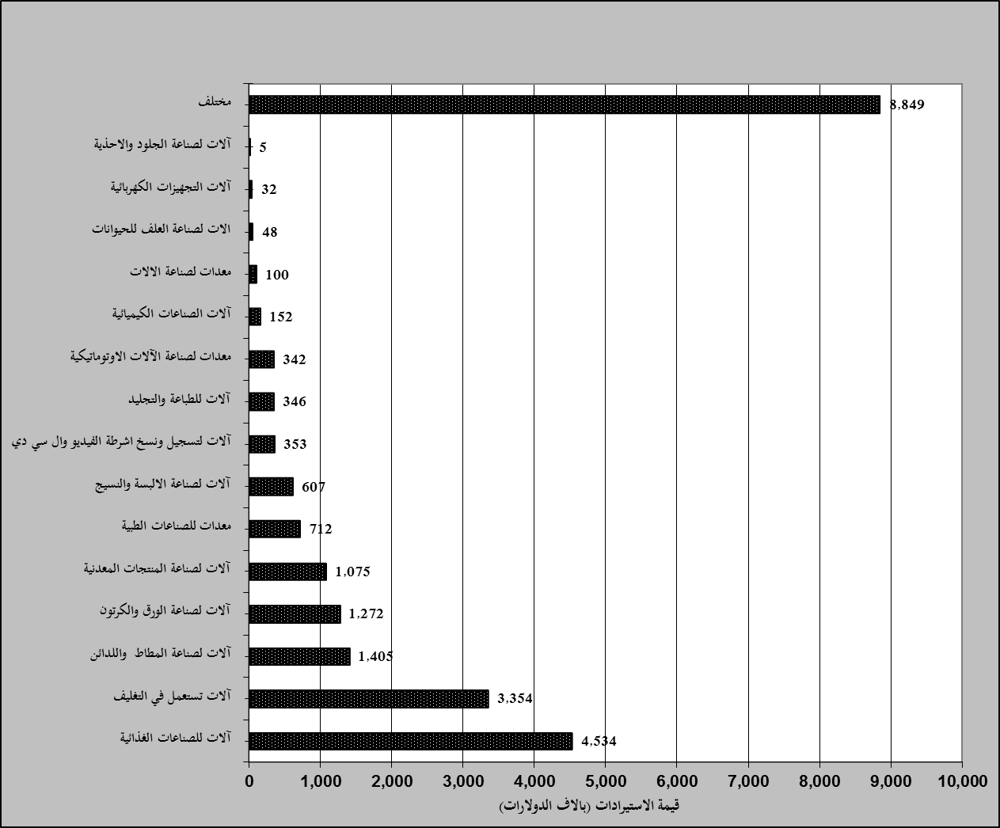 مختلف 8,849
آلات لصناعة الجلود والاحذية 5
آلات التجهيزات الكهربائية 32
الات لصناعة العلف للحيوانات 48
معدات لصناعة الالات 100
آلات الصناعات الكيميائية 152
معدات لصناعة الآلات الاوتوماتيكية 342
آلات للطباعة والتجليد 346
آلات لتسجيل ونسخ اشرطة الفيديو وال سي دي 353
آلات لصناعة الالبسة والنسيج 607
معدات للصناعات الطبية 712
آلات لصناعة المنتجات المعدنية 1,075
آلات لصناعة الورق والكرتون 1,272
آلات لصناعة المطاط واللدائن 1,405
آلات تستعمل في التغليف 3,354
آلات للصناعات الغذائية 4,534
0 1,000 2,000 3,000 4,000 5,000 6,000 7,000 8,000 9,000 10,000
قيمة الاستيرادات (بالاف الدولارات)